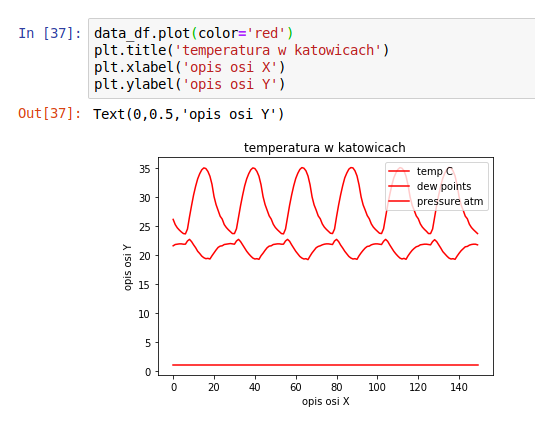 In [37]: data_df.plot(color='red')
plt.title('temperatura w katowicach')
plt.xlabel('opis osi X')
plt.ylabel('opis osi Y')
Out[37]: Text(0,0.5,'opis osi Y')
temperatura w katowicach
35
30
25
20
15
10
5
0
opis osi Y
temp C
dew points
pressure atm
0 20 40 60 80 100 120 140
opis osi X